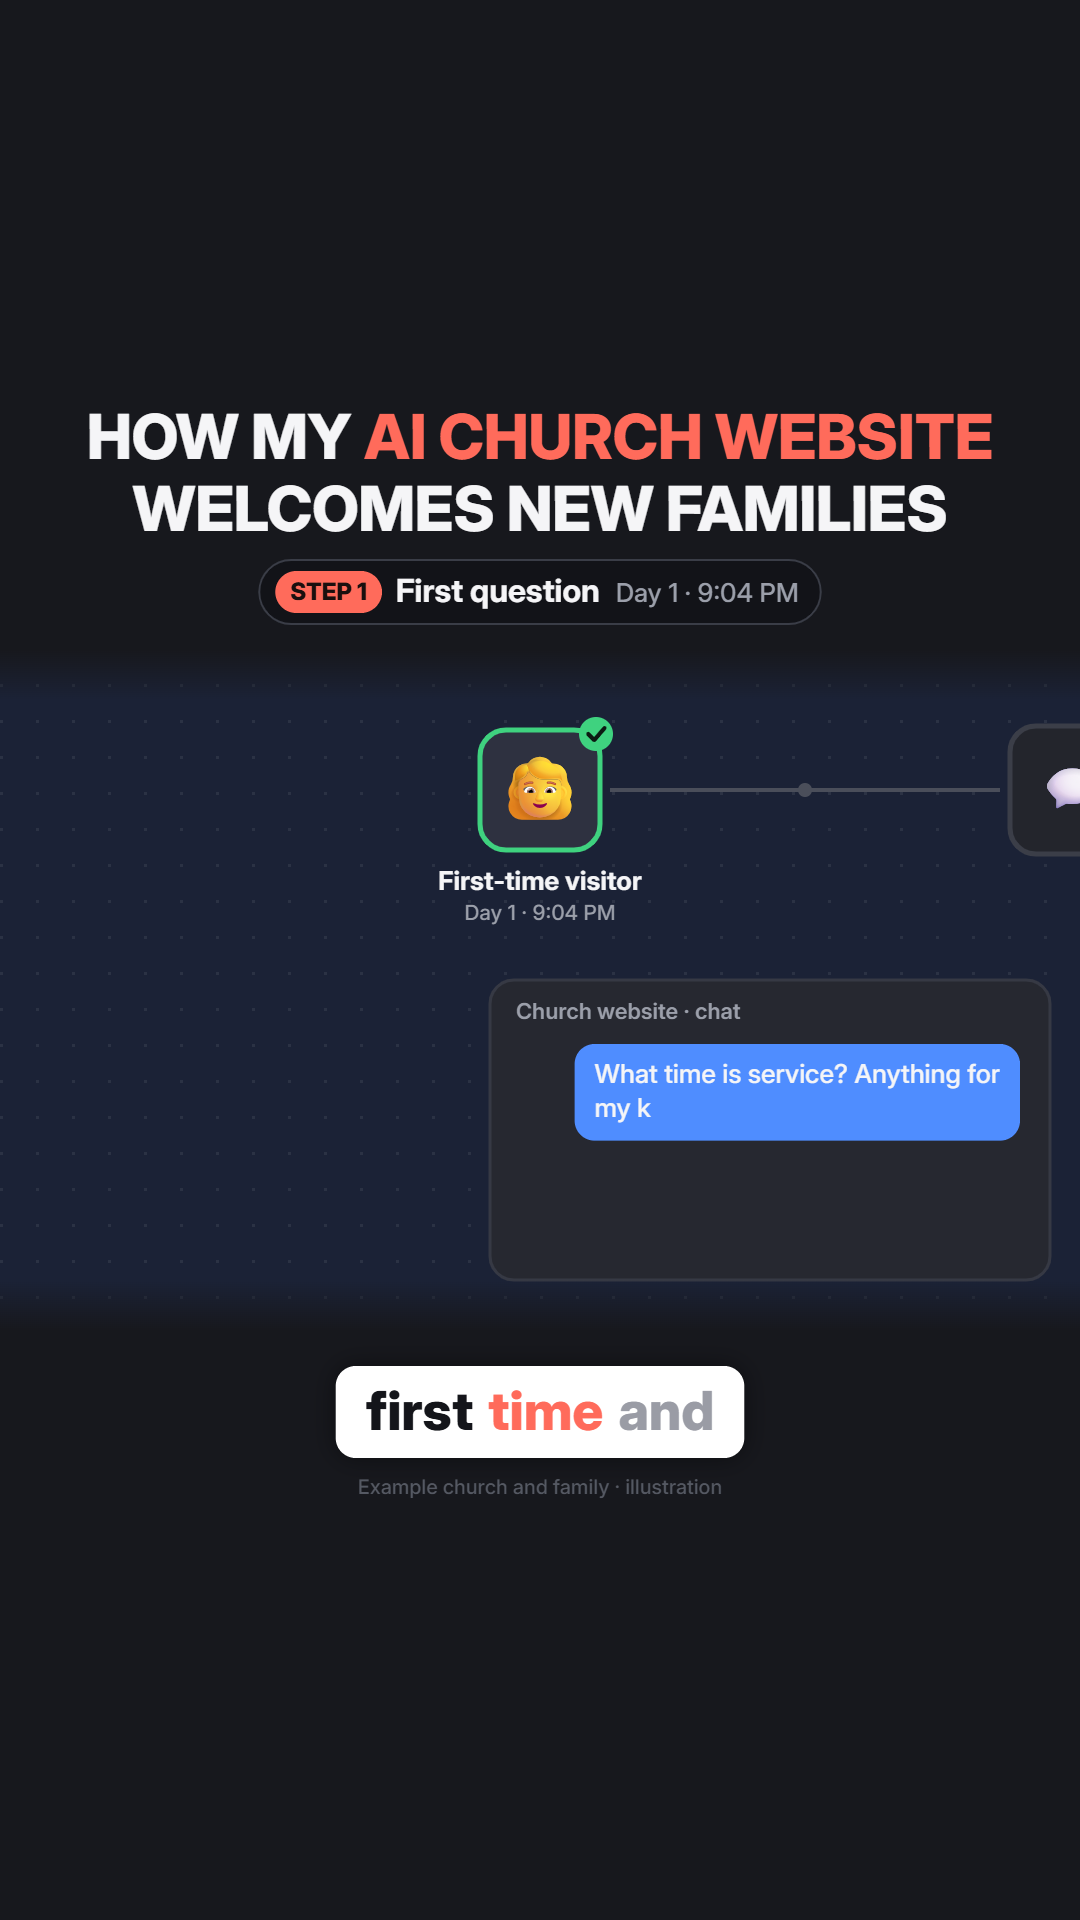 HOW MY AI CHURCH WEBSITE
WELCOMES NEW FAMILIES
STEP 1 First question Day 1 · 9:04 PM
First-time visitor
Day 1 · 9:04 PM
Church website · chat
What time is service? Anything for
my k
first time and
Example church and family · illustration